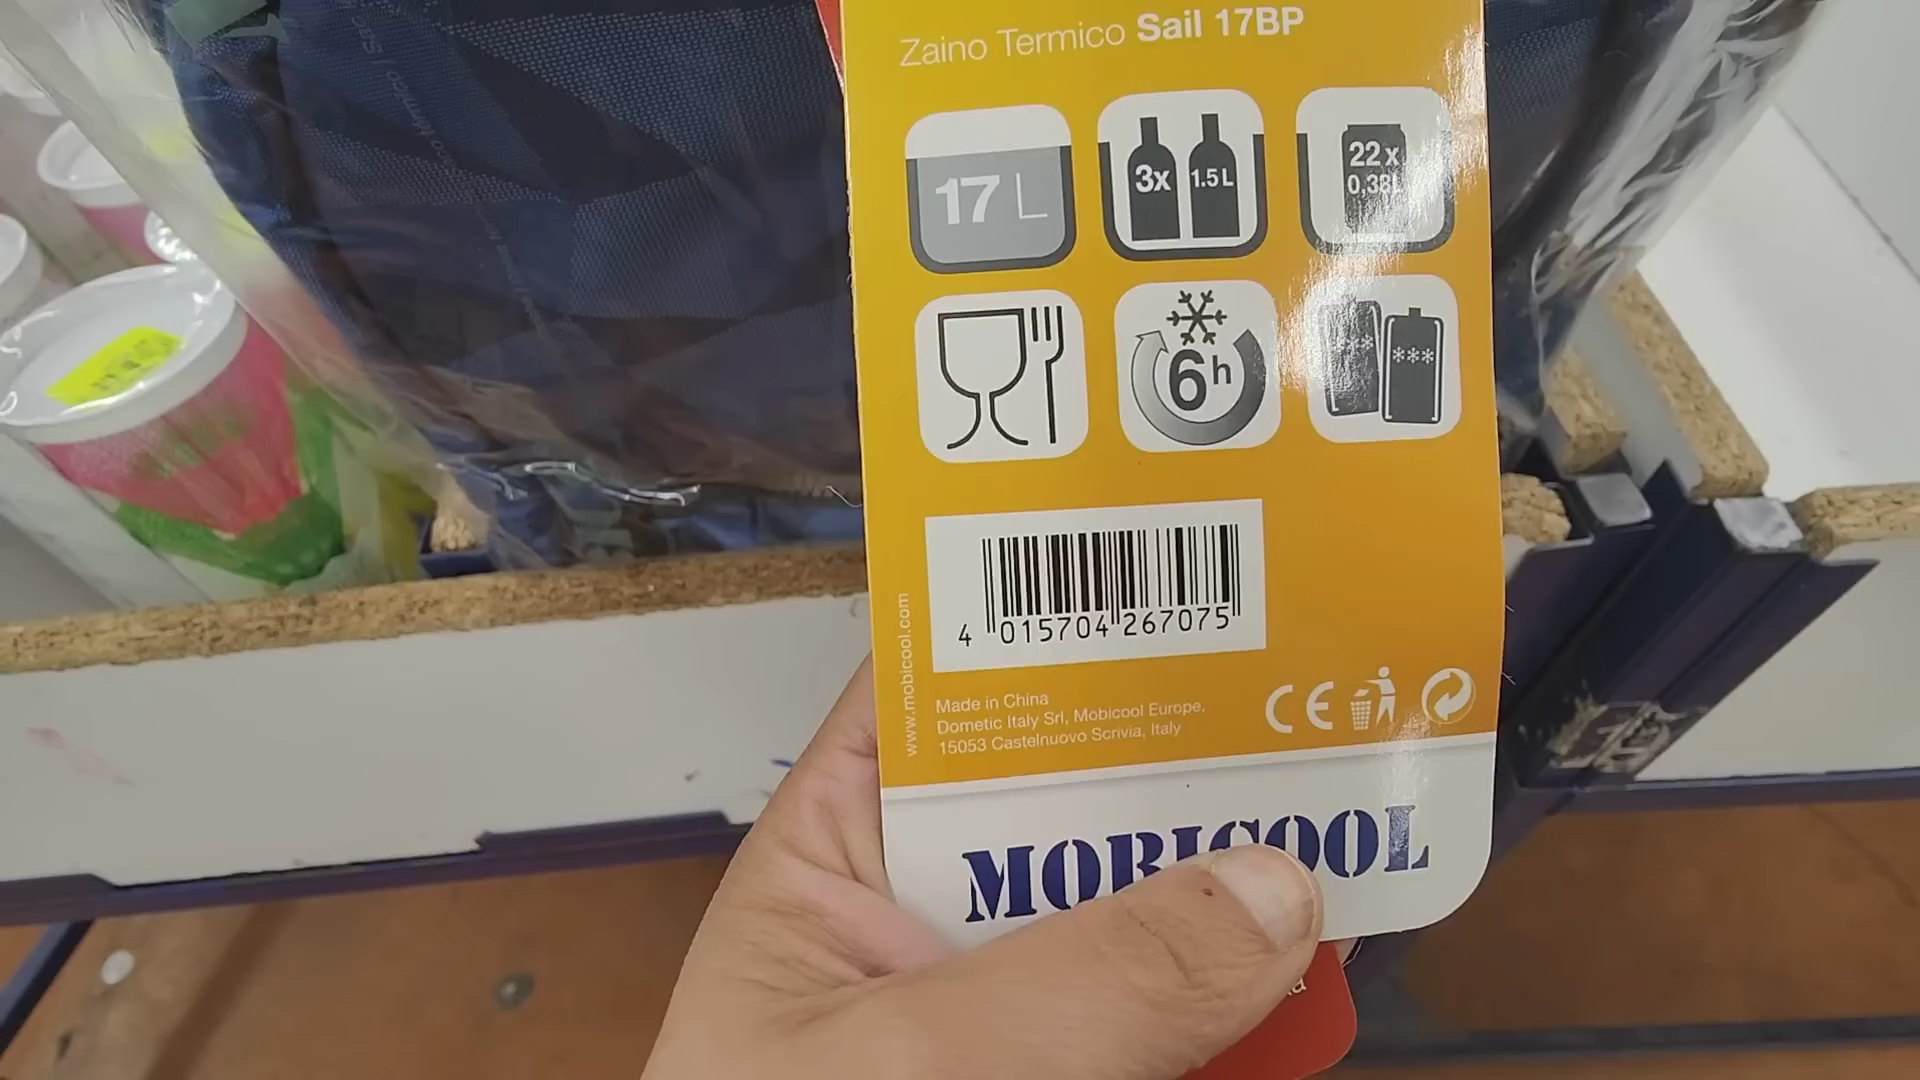 Zaino Termico Sail 17BP
17 L
3x 1.5 L
22 x
0,38L
6h
4 015704 267075
www.mobicool.com
Made in China
Dometic Italy Srl, Mobicool Europe,
15053 Castelnuovo Scrivia, Italy
CE
MOBICOOL